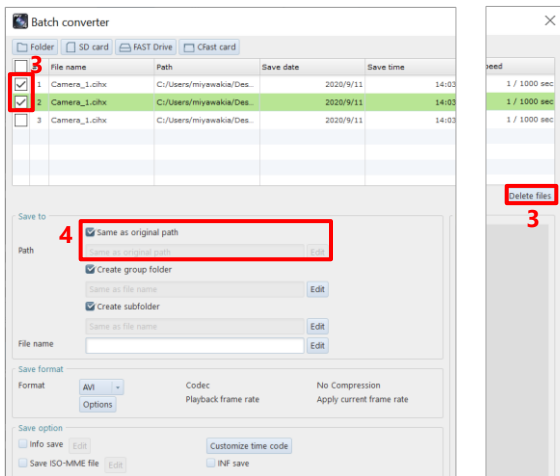 Batch converter
Folder SD card FAST Drive CFast card
3
File name Path Save date Save time
1 Camera_1.cihx C:/Users/miyawakia/Des.. 2020/9/11 14:03 1 / 1000 sec
2 Camera_1.cihx C:/Users/miyawakia/Des.. 2020/9/11 14:03 1 / 1000 sec
3 Camera_1.cihx C:/Users/miyawakia/Des.. 2020/9/11 14:03 1 / 1000 sec
Delete files
3
Save to
4 Same as original path
Path Same as original path Edit
Create group folder
Same as file name Edit
Create subfolder
Same as file name Edit
File name Edit
Save format
Format AVI Codec No Compression
Options Playback frame rate Apply current frame rate
Save option
Info save Edit Customize time code
Save ISO-MME file Edit INF save